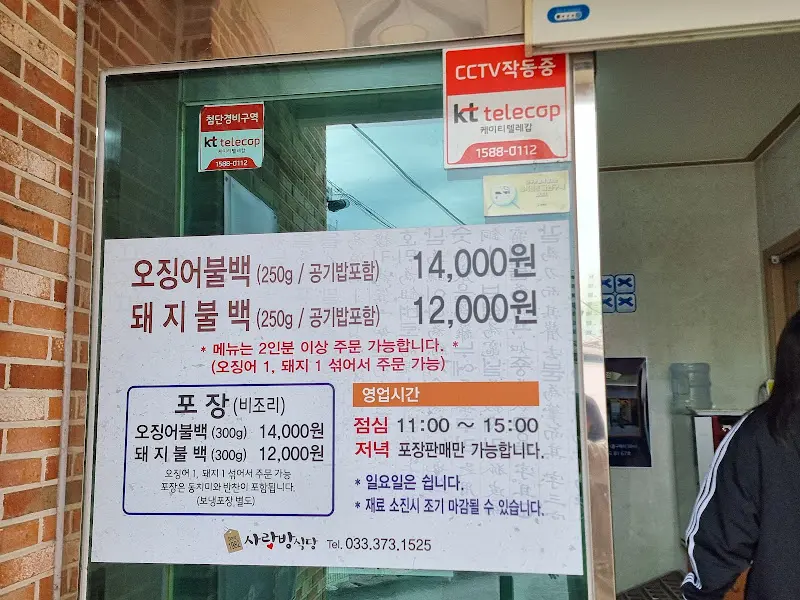 CCTV작동중
kt telecop
케이티텔레캅
1588-0112
첨단경비구역
kt telecop
케이티텔레캅
1588-0112
오징어불백 (250g / 공기밥포함) 14,000원
돼지불백 (250g / 공기밥포함) 12,000원
* 메뉴는 2인분 이상 주문 가능합니다. *
(오징어 1, 돼지 1 섞어서 주문 가능)
포장 (비조리)
오징어불백 (300g) 14,000원
돼지불백 (300g) 12,000원
오징어 1, 돼지 1 섞어서 주문 가능
포장은 동치미와 반찬이 포함됩니다.
(보냉포장 별도)
영업시간
점심 11:00 ~ 15:00
저녁 포장판매만 가능합니다.
* 일요일은 쉽니다.
* 재료 소진시 조기 마감될 수 있습니다.
사랑방식당 Tel. 033.373.1525